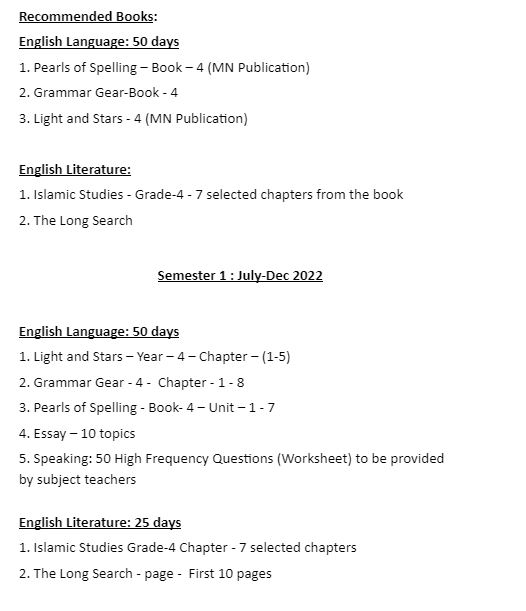 Recommended Books:
English Language: 50 days
1. Pearls of Spelling – Book – 4 (MN Publication)
2. Grammar Gear-Book - 4
3. Light and Stars - 4 (MN Publication)
English Literature:
1. Islamic Studies - Grade-4 - 7 selected chapters from the book
2. The Long Search
Semester 1 : July-Dec 2022
English Language: 50 days
1. Light and Stars – Year – 4 – Chapter – (1-5)
2. Grammar Gear - 4 -  Chapter - 1 - 8
3. Pearls of Spelling - Book- 4 – Unit – 1 - 7
4. Essay – 10 topics
5. Speaking: 50 High Frequency Questions (Worksheet) to be provided
by subject teachers
English Literature: 25 days
1. Islamic Studies Grade-4 Chapter - 7 selected chapters
2. The Long Search - page -  First 10 pages